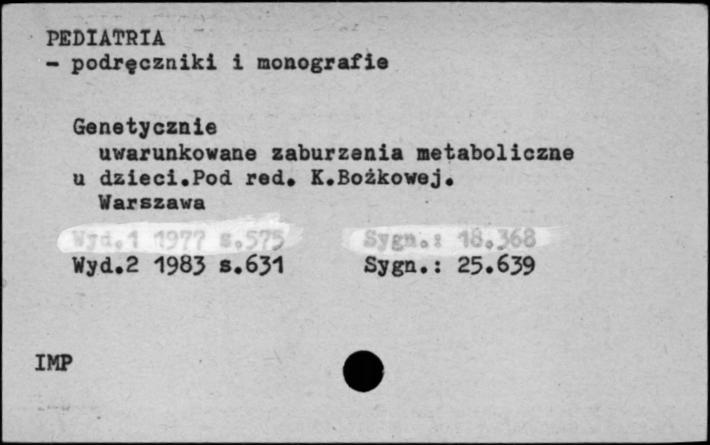 PEDIATRIA
- podręczniki i monografie
Genetycznie
uwarunkowane zaburzenia metaboliczne
u dzieci.Pod red. K.Bożkowej.
Warszawa
Wyd.1 1977 s.575 Sygn.: 18.368
Wyd.2 1983 s.631 Sygn.: 25.639
IMP